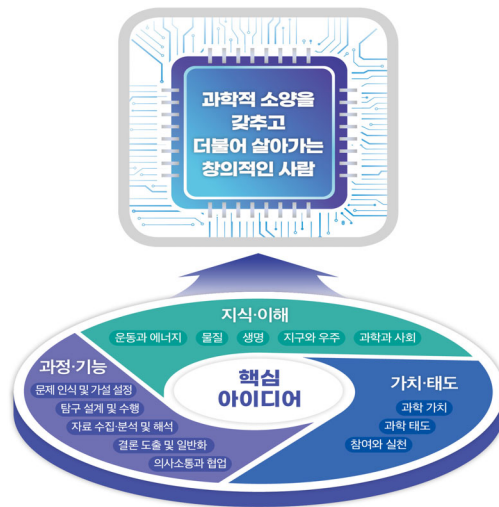 과학적 소양을
갖추고
더불어 살아가는
창의적인 사람
지식·이해
운동과 에너지 물질 생명 지구와 우주 과학과 사회
과정·기능
문제 인식 및 가설 설정
탐구 설계 및 수행
자료 수집·분석 및 해석
결론 도출 및 일반화
의사소통과 협업
핵심
아이디어
가치·태도
과학 가치
과학 태도
참여와 실천